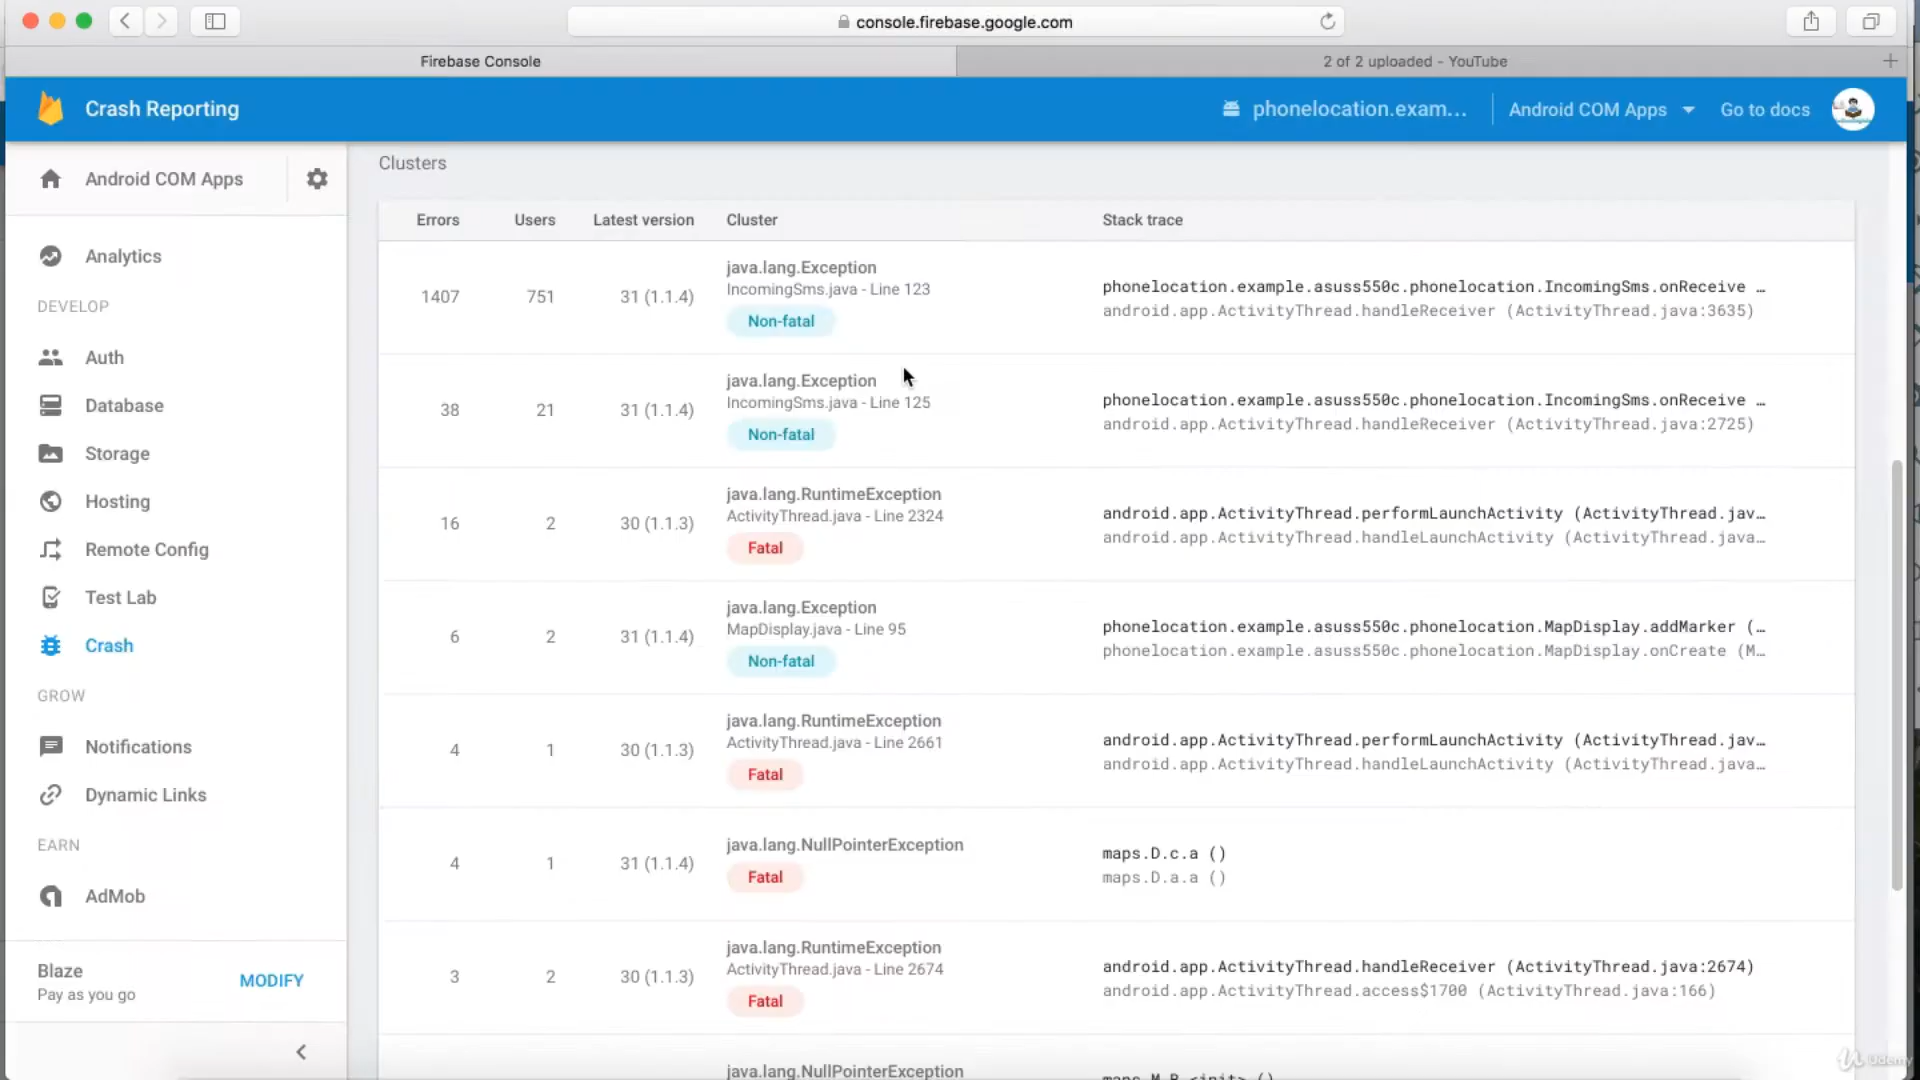 console.firebase.google.com
Firebase Console
2 of 2 uploaded - YouTube
Crash Reporting
phonelocation.exam...
Android COM Apps
Go to docs
Android COM Apps
Analytics
DEVELOP
Auth
Database
Storage
Hosting
Remote Config
Test Lab
Crash
GROW
Notifications
Dynamic Links
EARN
AdMob
Blaze
Pay as you go
MODIFY
Clusters
Errors Users Latest version Cluster Stack trace
1407 751 31 (1.1.4)
java.lang.Exception
IncomingSms.java - Line 123
Non-fatal
phonelocation.example.asuss550c.phonelocation.IncomingSms.onReceive …
android.app.ActivityThread.handleReceiver (ActivityThread.java:3635)
38 21 31 (1.1.4)
java.lang.Exception
IncomingSms.java - Line 125
Non-fatal
phonelocation.example.asuss550c.phonelocation.IncomingSms.onReceive …
android.app.ActivityThread.handleReceiver (ActivityThread.java:2725)
16 2 30 (1.1.3)
java.lang.RuntimeException
ActivityThread.java - Line 2324
Fatal
android.app.ActivityThread.performLaunchActivity (ActivityThread.jav…
android.app.ActivityThread.handleLaunchActivity (ActivityThread.java…
6 2 31 (1.1.4)
java.lang.Exception
MapDisplay.java - Line 95
Non-fatal
phonelocation.example.asuss550c.phonelocation.MapDisplay.addMarker (…
phonelocation.example.asuss550c.phonelocation.MapDisplay.onCreate (M…
4 1 30 (1.1.3)
java.lang.RuntimeException
ActivityThread.java - Line 2661
Fatal
android.app.ActivityThread.performLaunchActivity (ActivityThread.jav…
android.app.ActivityThread.handleLaunchActivity (ActivityThread.java…
4 1 31 (1.1.4)
java.lang.NullPointerException
Fatal
maps.D.c.a ()
maps.D.a.a ()
3 2 30 (1.1.3)
java.lang.RuntimeException
ActivityThread.java - Line 2674
Fatal
android.app.ActivityThread.handleReceiver (ActivityThread.java:2674)
android.app.ActivityThread.access$1700 (ActivityThread.java:166)
java.lang.NullPointerException
maps.M.B.<init> ()
Udemy